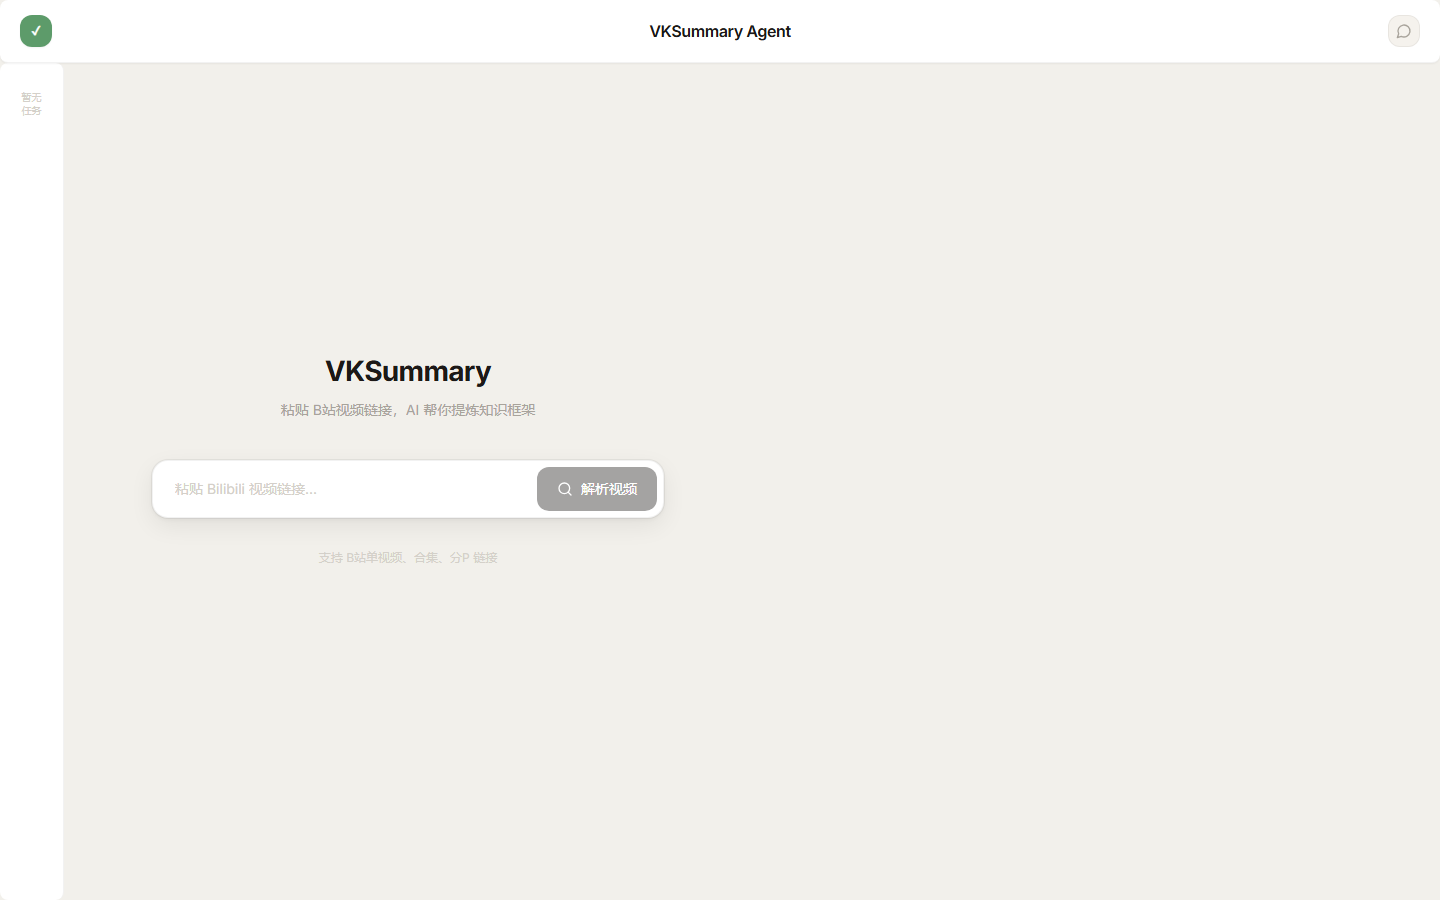 VKSummary Agent
暂无
任务
VKSummary
粘贴 B站视频链接，AI 帮你提炼知识框架
粘贴 Bilibili 视频链接...
解析视频
支持 B站单视频、合集、分P 链接